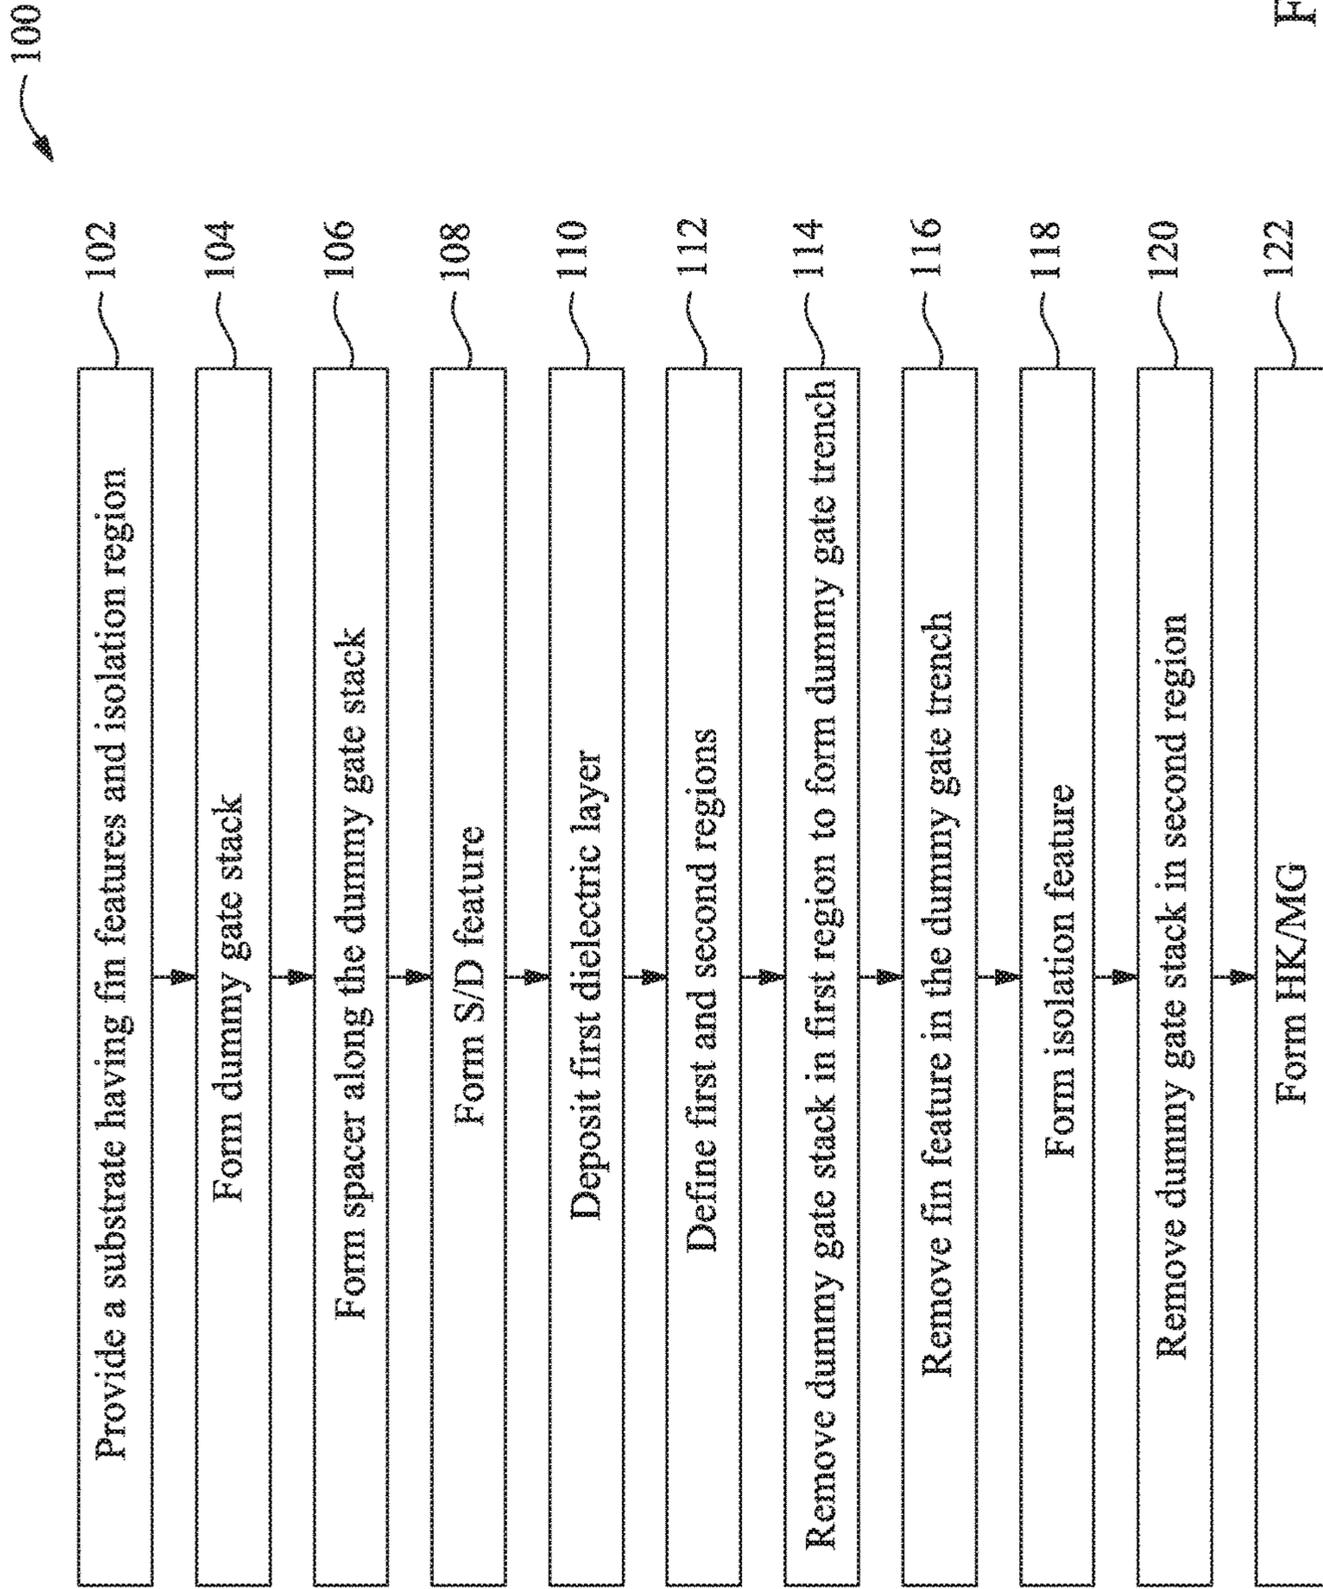 100
Provide a substrate having fin features and isolation region 102
Form dummy gate stack 104
Form spacer along the dummy gate stack 106
Form S/D feature 108
Deposit first dielectric layer 110
Define first and second regions 112
Remove dummy gate stack in first region to form dummy gate trench 114
Remove fin feature in the dummy gate trench 116
Form isolation feature 118
Remove dummy gate stack in second region 120
Form HK/MG 122